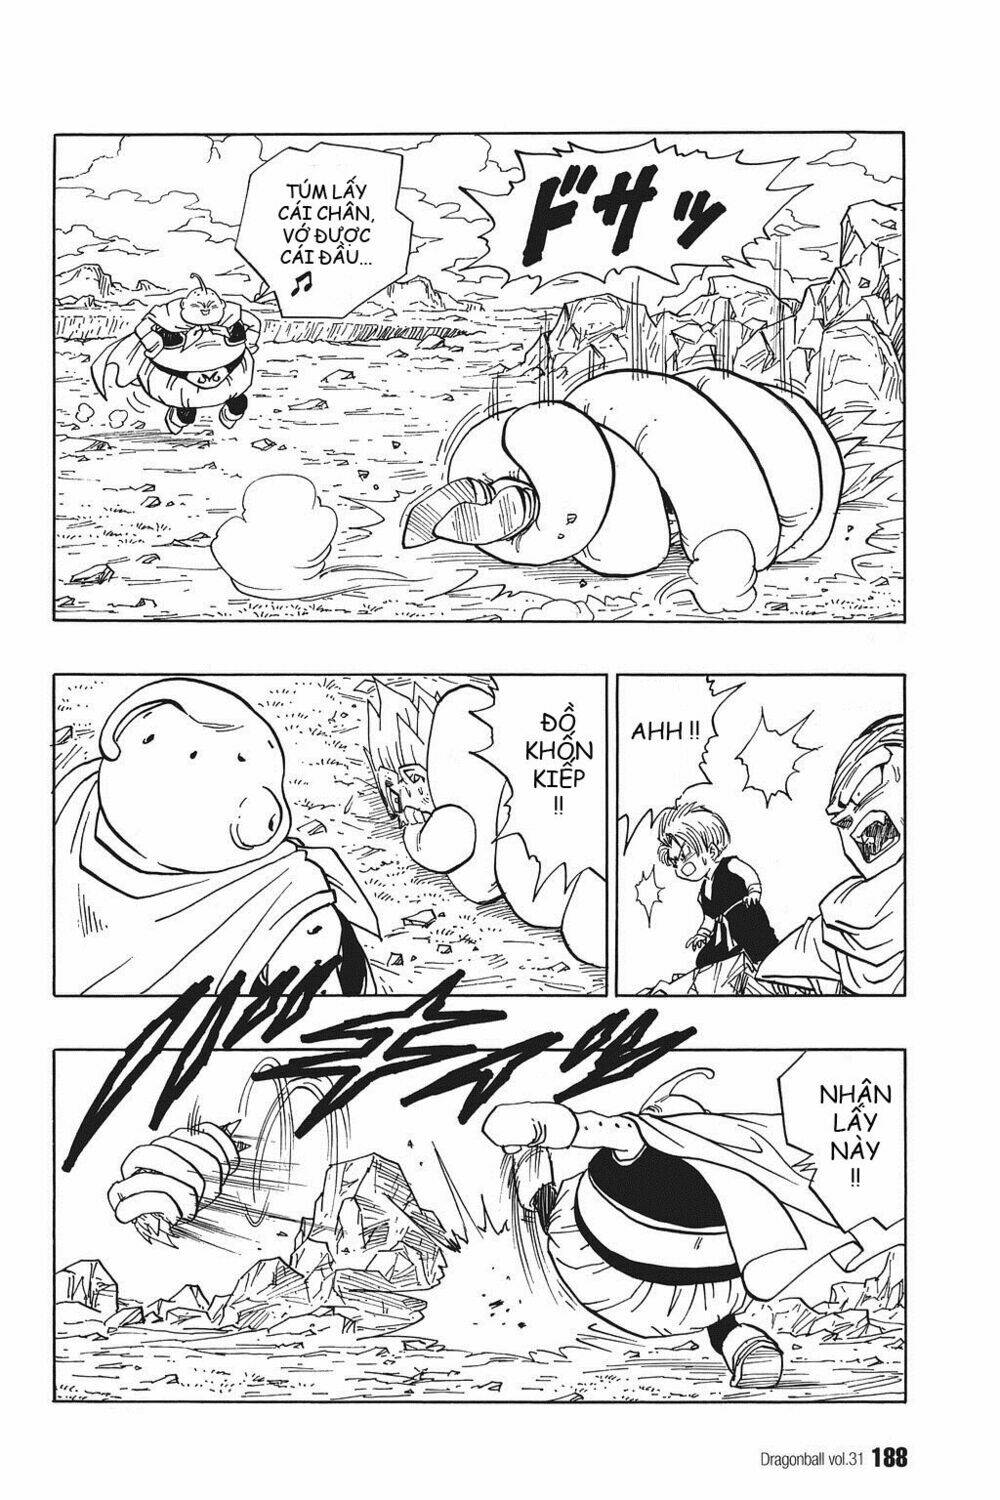 TÚM LẤY
CÁI CHÂN,
VỚ ĐƯỢC
CÁI ĐẦU...
♪
ドサッ
ĐỒ
KHỐN
KIẾP
!!
AHH !!
NHÂN
LẤY
NÀY
!!
Dragonball vol.31 188